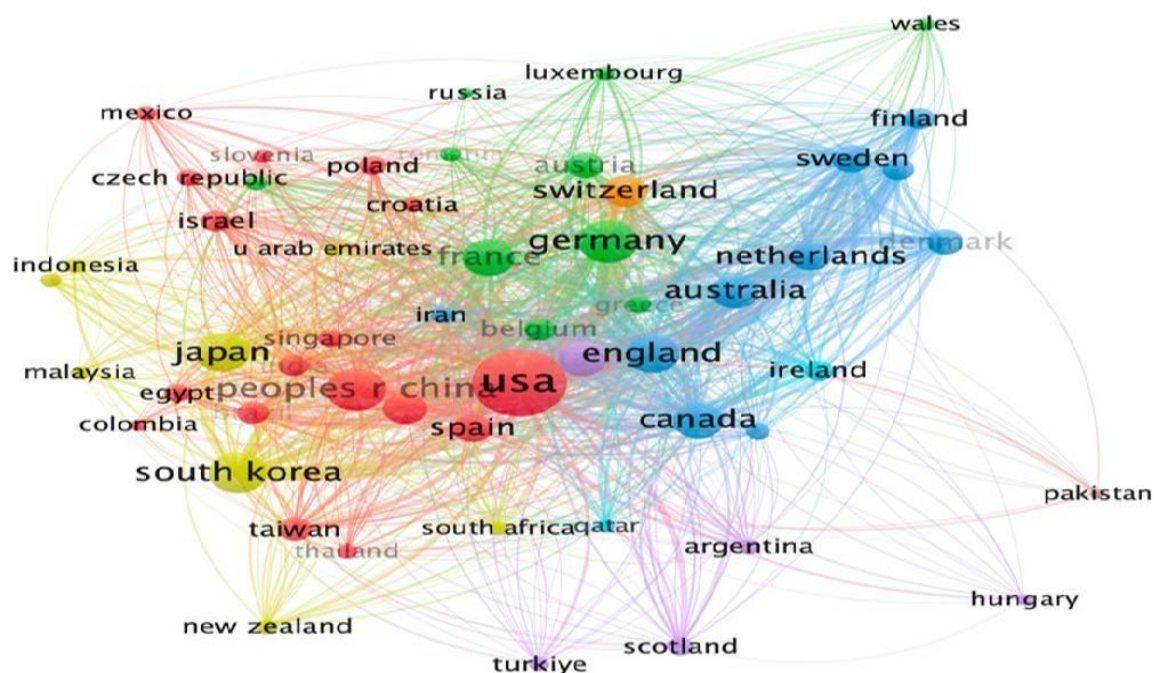 wales
luxembourg
russia
mexico
finland
slovenia
poland
austria
sweden
czech republic
switzerland
croatia
israel
germany
u arab emirates
france
netherlands
denmark
indonesia
australia
greece
iran
belgium
singapore
japan
england
malaysia
ireland
egypt
peoples r china
usa
colombia
spain
canada
south korea
pakistan
taiwan
south africa
qatar
thailand
argentina
hungary
new zealand
scotland
turkiye